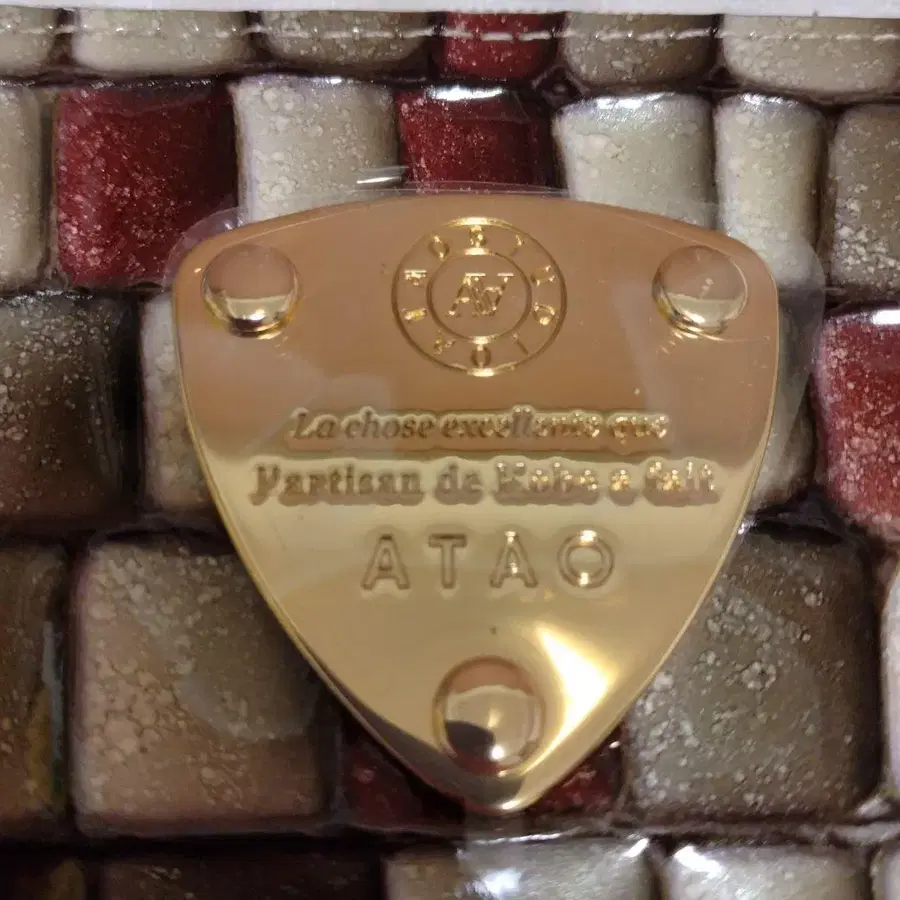 La chose excellente que
l'artisan de Kobe a fait
ATAO